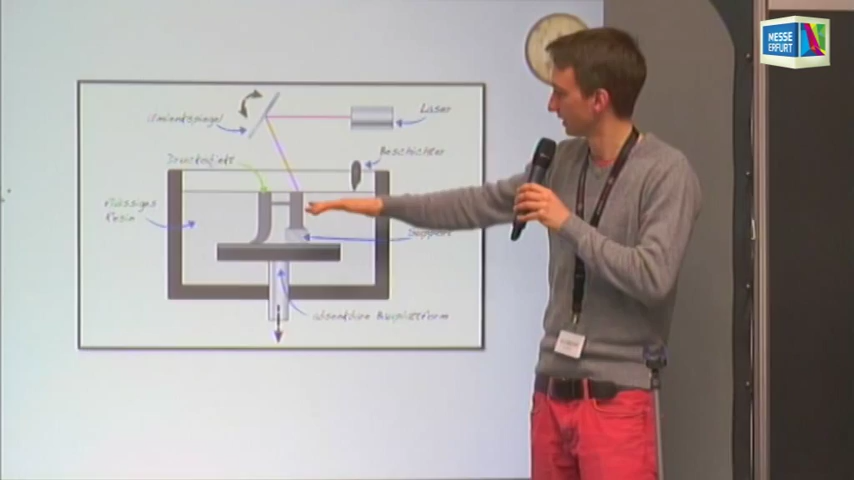 MESSE
ERFURT
Laser
Umlenkspiegel
Beschichter
Druckobjekt
flüssiges
Resin
Support
absenkbare Bauplattform